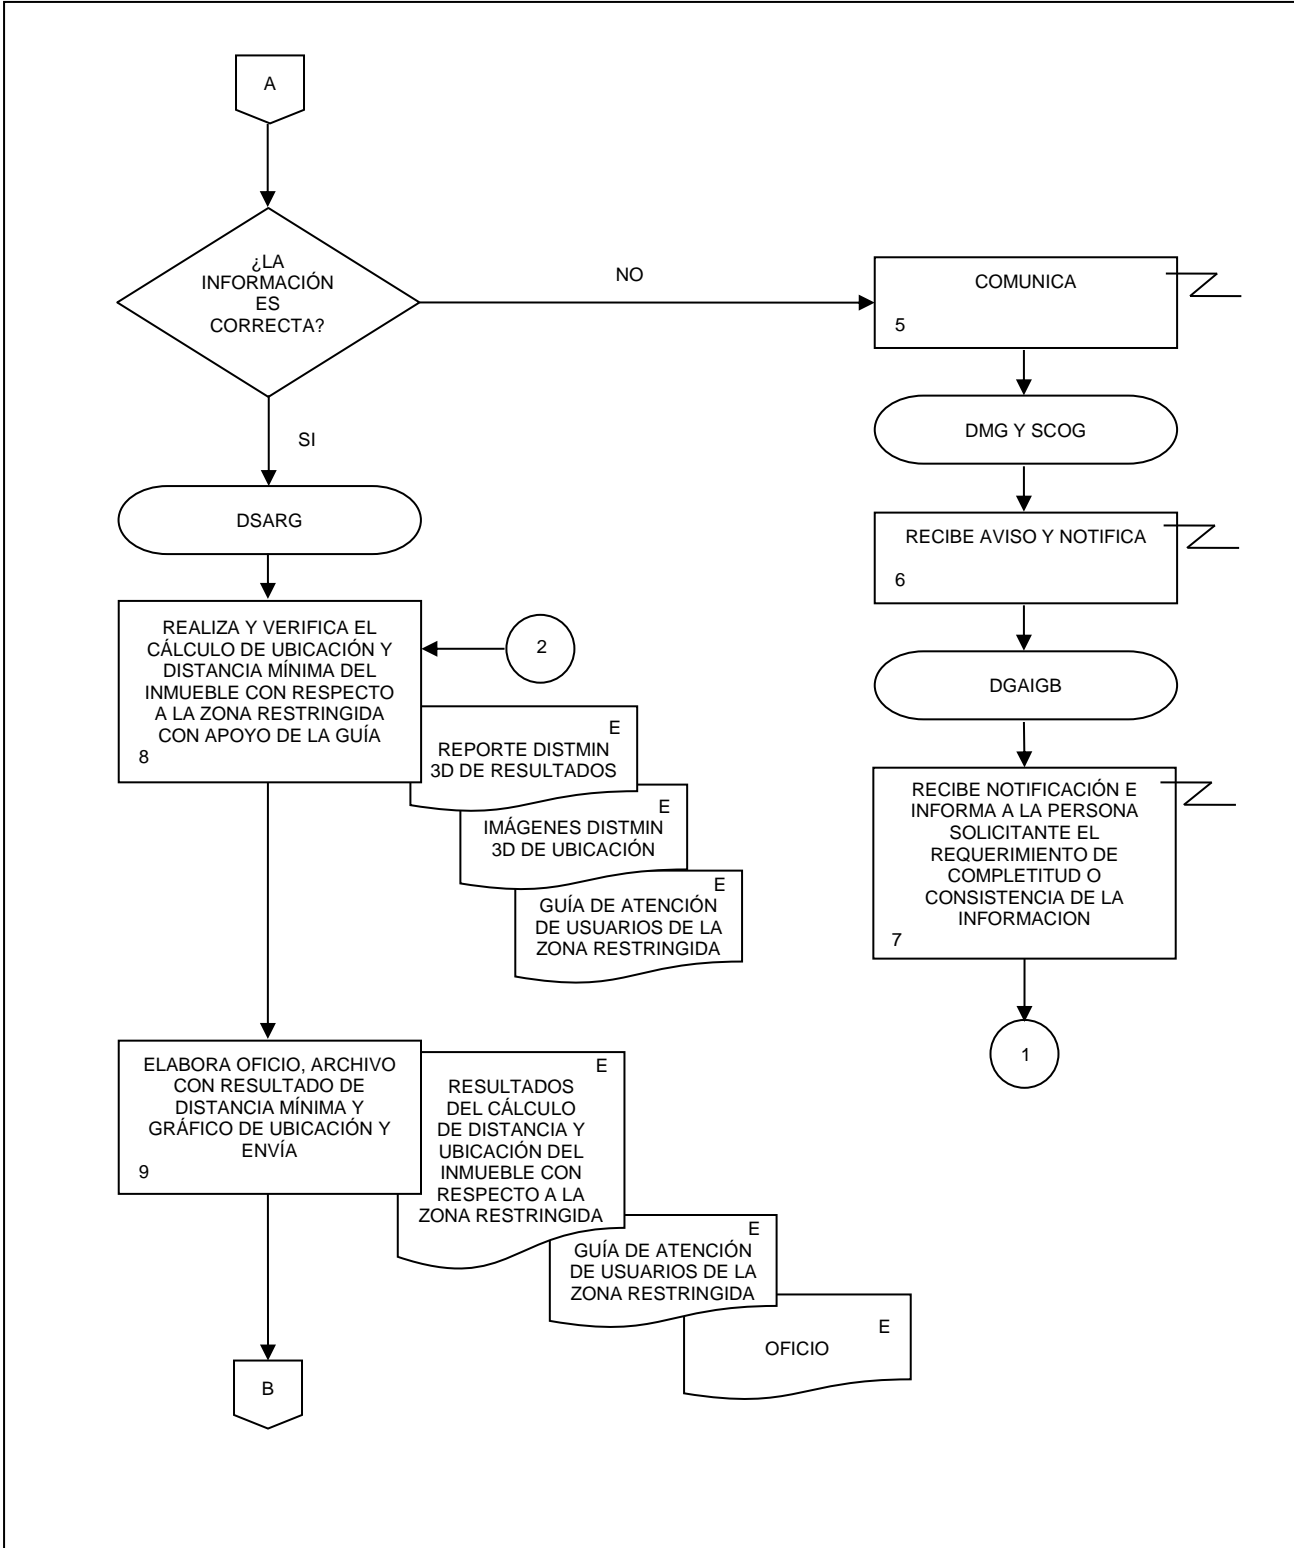 A
¿LA
INFORMACIÓN
ES
CORRECTA?
NO
COMUNICA
5
DMG Y SCOG
SI
DSARG
RECIBE AVISO Y NOTIFICA
6
REALIZA Y VERIFICA EL
CÁLCULO DE UBICACIÓN Y
DISTANCIA MÍNIMA DEL
INMUEBLE CON RESPECTO
A LA ZONA RESTRINGIDA
CON APOYO DE LA GUÍA
8
2
DGAIGB
E
REPORTE DISTMIN
3D DE RESULTADOS
E
IMÁGENES DISTMIN
3D DE UBICACIÓN
E
GUÍA DE ATENCIÓN
DE USUARIOS DE LA
ZONA RESTRINGIDA
RECIBE NOTIFICACIÓN E
INFORMA A LA PERSONA
SOLICITANTE EL
REQUERIMIENTO DE
COMPLETITUD O
CONSISTENCIA DE LA
INFORMACION
7
1
ELABORA OFICIO, ARCHIVO
CON RESULTADO DE
DISTANCIA MÍNIMA Y
GRÁFICO DE UBICACIÓN Y
ENVÍA
9
E
RESULTADOS
DEL CÁLCULO
DE DISTANCIA Y
UBICACIÓN DEL
INMUEBLE CON
RESPECTO A LA
ZONA RESTRINGIDA
E
GUÍA DE ATENCIÓN
DE USUARIOS DE LA
ZONA RESTRINGIDA
E
OFICIO
B